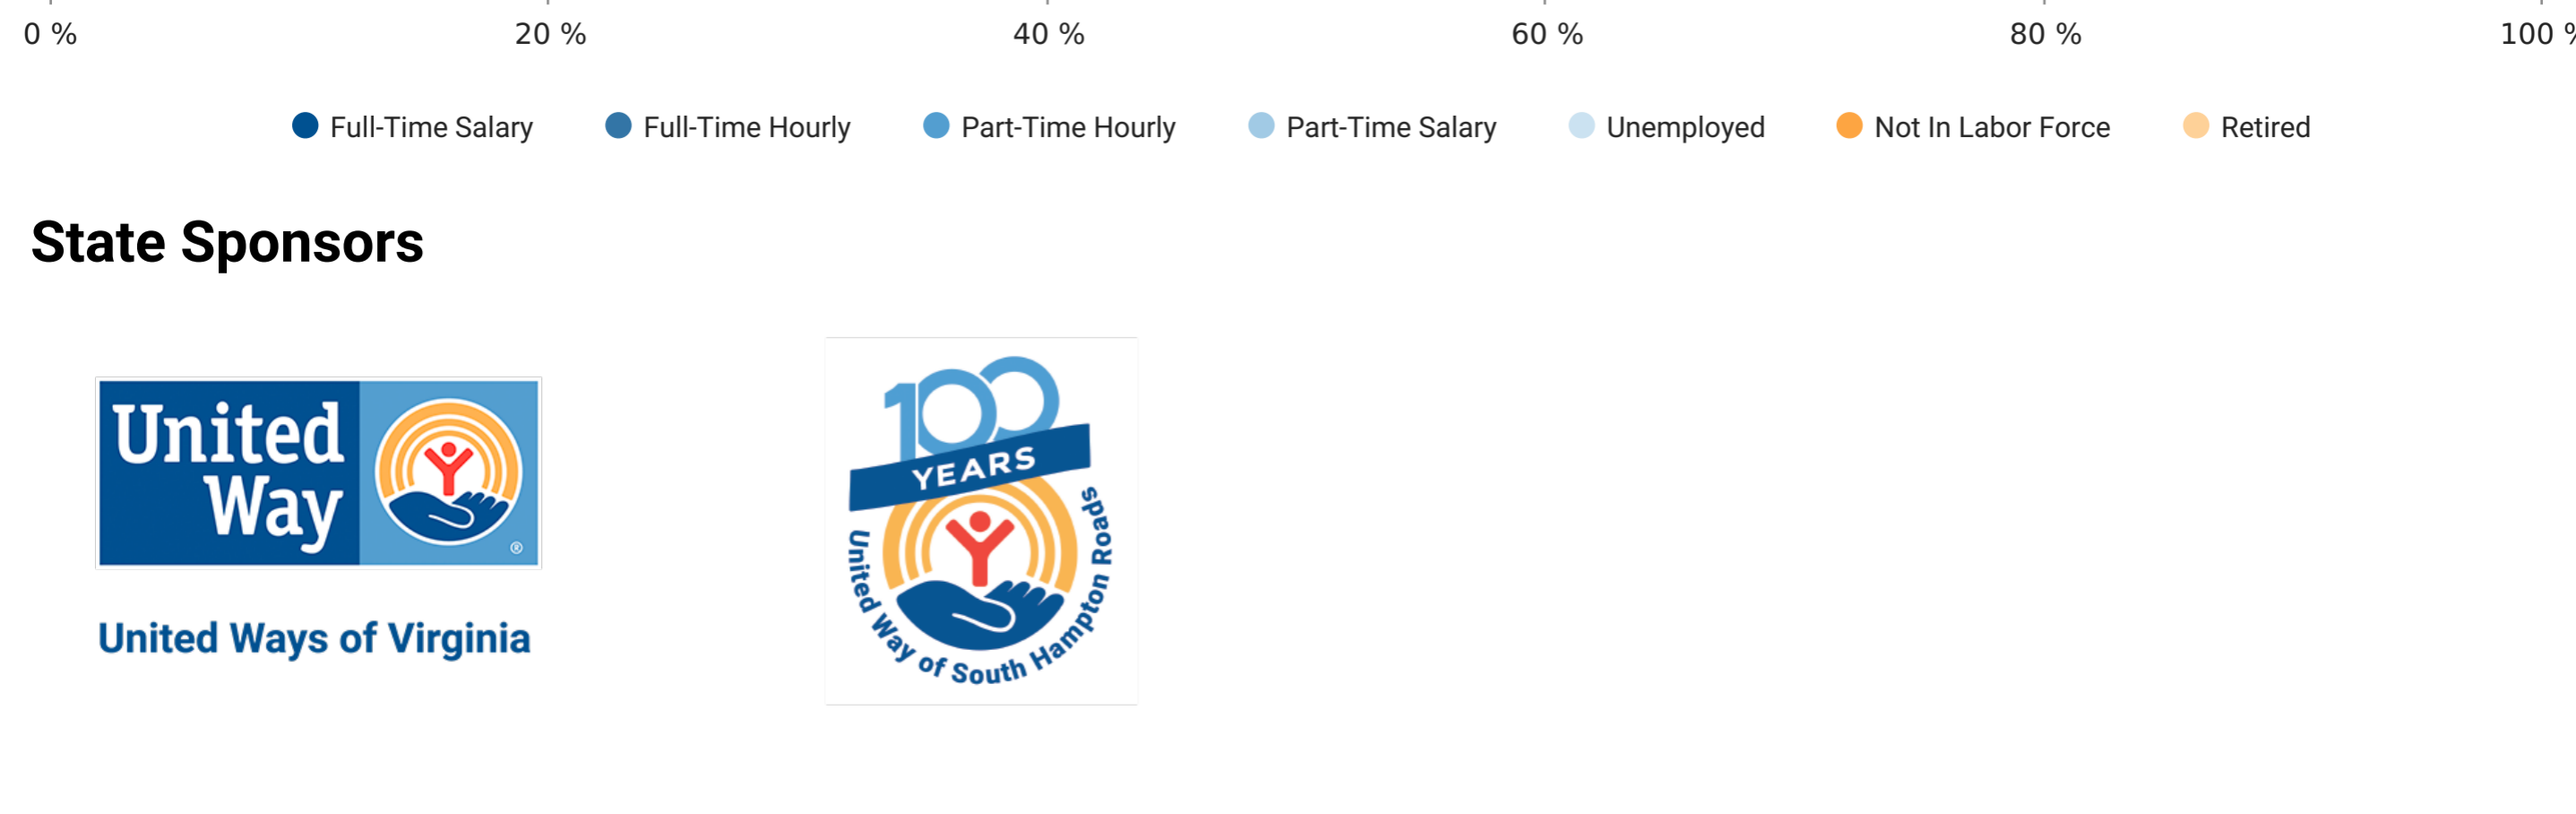 0 % 20 % 40 % 60 % 80 % 100 %
Full-Time Salary Full-Time Hourly Part-Time Hourly Part-Time Salary Unemployed Not In Labor Force Retired
State Sponsors
United
Way
®
United Ways of Virginia
100
YEARS
United Way of South Hampton Roads